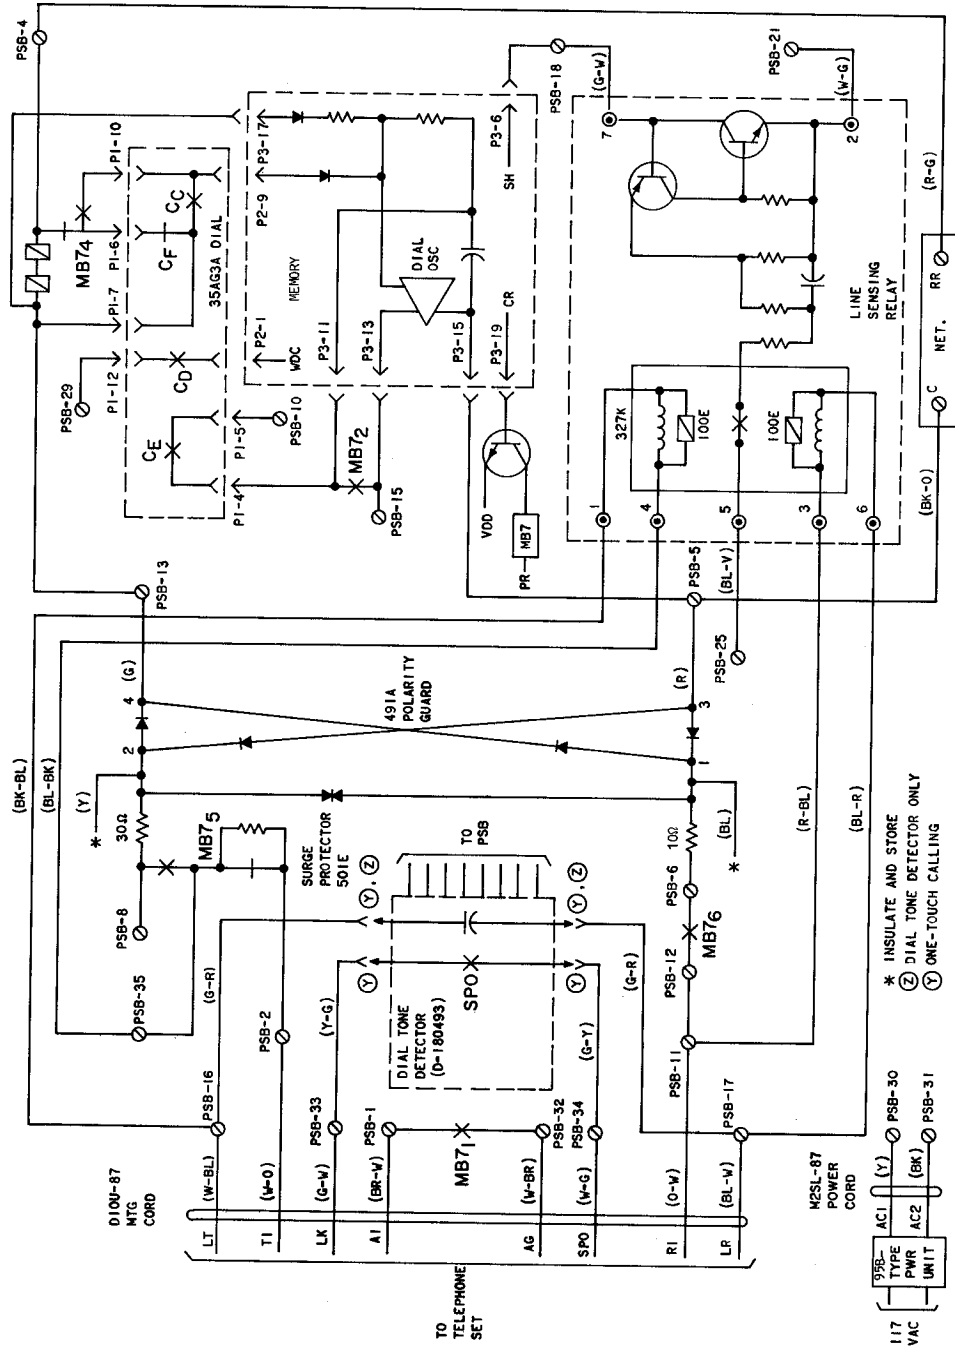 PSB-4
PSB-13
(G)
4
2
(BK-BL)
(BL-BK)
(Y)
*
30Ω
MB75
PSB-8
PSB-35
(G-R)
PSB-2
PSB-16
D10U-87
MTG
CORD
LT
(W-BL)
T1
(W-O)
LK
(G-W)
PSB-33
(Y-G)
A1
(BR-W)
PSB-1
MB71
AG
(W-BR)
PSB-32
SPO
(W-G)
PSB-34
(G-Y)
R1
(O-W)
PSB-11
LR
(BL-W)
PSB-17
(G-R)
TO
TELEPHONE
SET
SURGE
PROTECTOR
501E
TO
PSB
Y, Z
Y
SPO
DIAL TONE
DETECTOR
(D-180493)
Y
Y, Z
491A
POLARITY
GUARD
3
1
(R)
PSB-5
10Ω
PSB-6
MB76
PSB-12
(BL)
*
(R-BL)
(BL-R)
PSB-25
(BL-V)
(BK-O)
M2SL-87
POWER
CORD
PSB-30
PSB-31
(Y)
(BK)
AC1
AC2
95B-
TYPE
PWR
UNIT
117
VAC
* INSULATE AND STORE
Z DIAL TONE DETECTOR ONLY
Y ONE-TOUCH CALLING
MB74
P1-10
P1-6
P1-7
P1-12
PSB-29
CC
CF
CD
CE
35AG3A DIAL
P1-5
PSB-10
P1-4
MB72
PSB-15
P3-17
P2-9
P2-1
WDC
MEMORY
P3-11
P3-13
P3-15
P3-19
CR
DIAL
OSC
SH
P3-6
VDD
MB7
PR
PSB-18
(G-W)
7
PSB-21
(W-G)
2
LINE
SENSING
RELAY
1
4
5
3
6
327K
100E
100E
(R-G)
RR
NET.
C